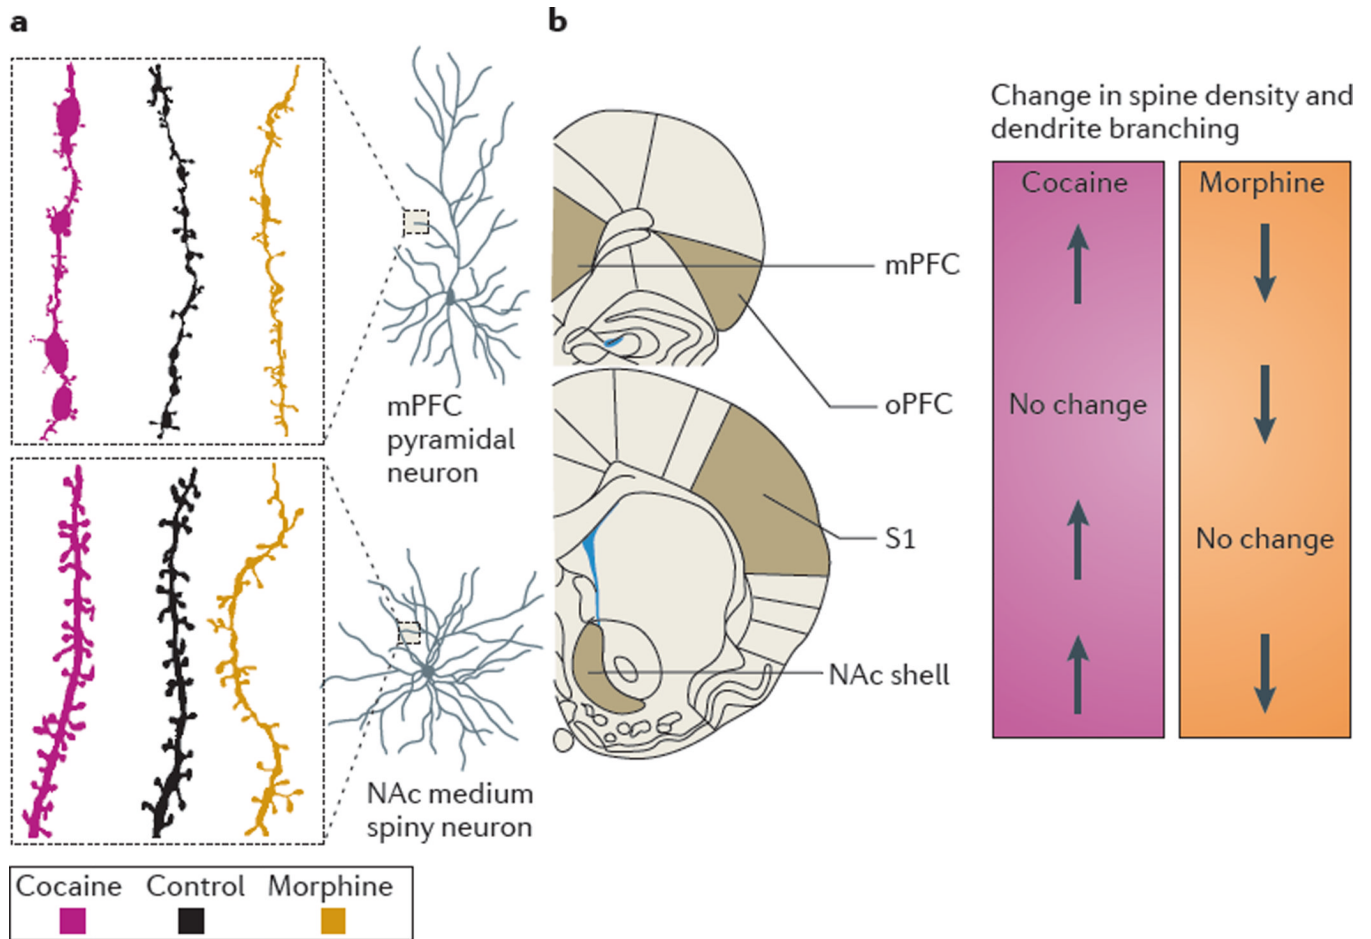 a
mPFC
pyramidal
neuron
NAc medium
spiny neuron
Cocaine Control Morphine
b
mPFC
oPFC
S1
NAc shell
Change in spine density and
dendrite branching
Cocaine
No change
Morphine
No change